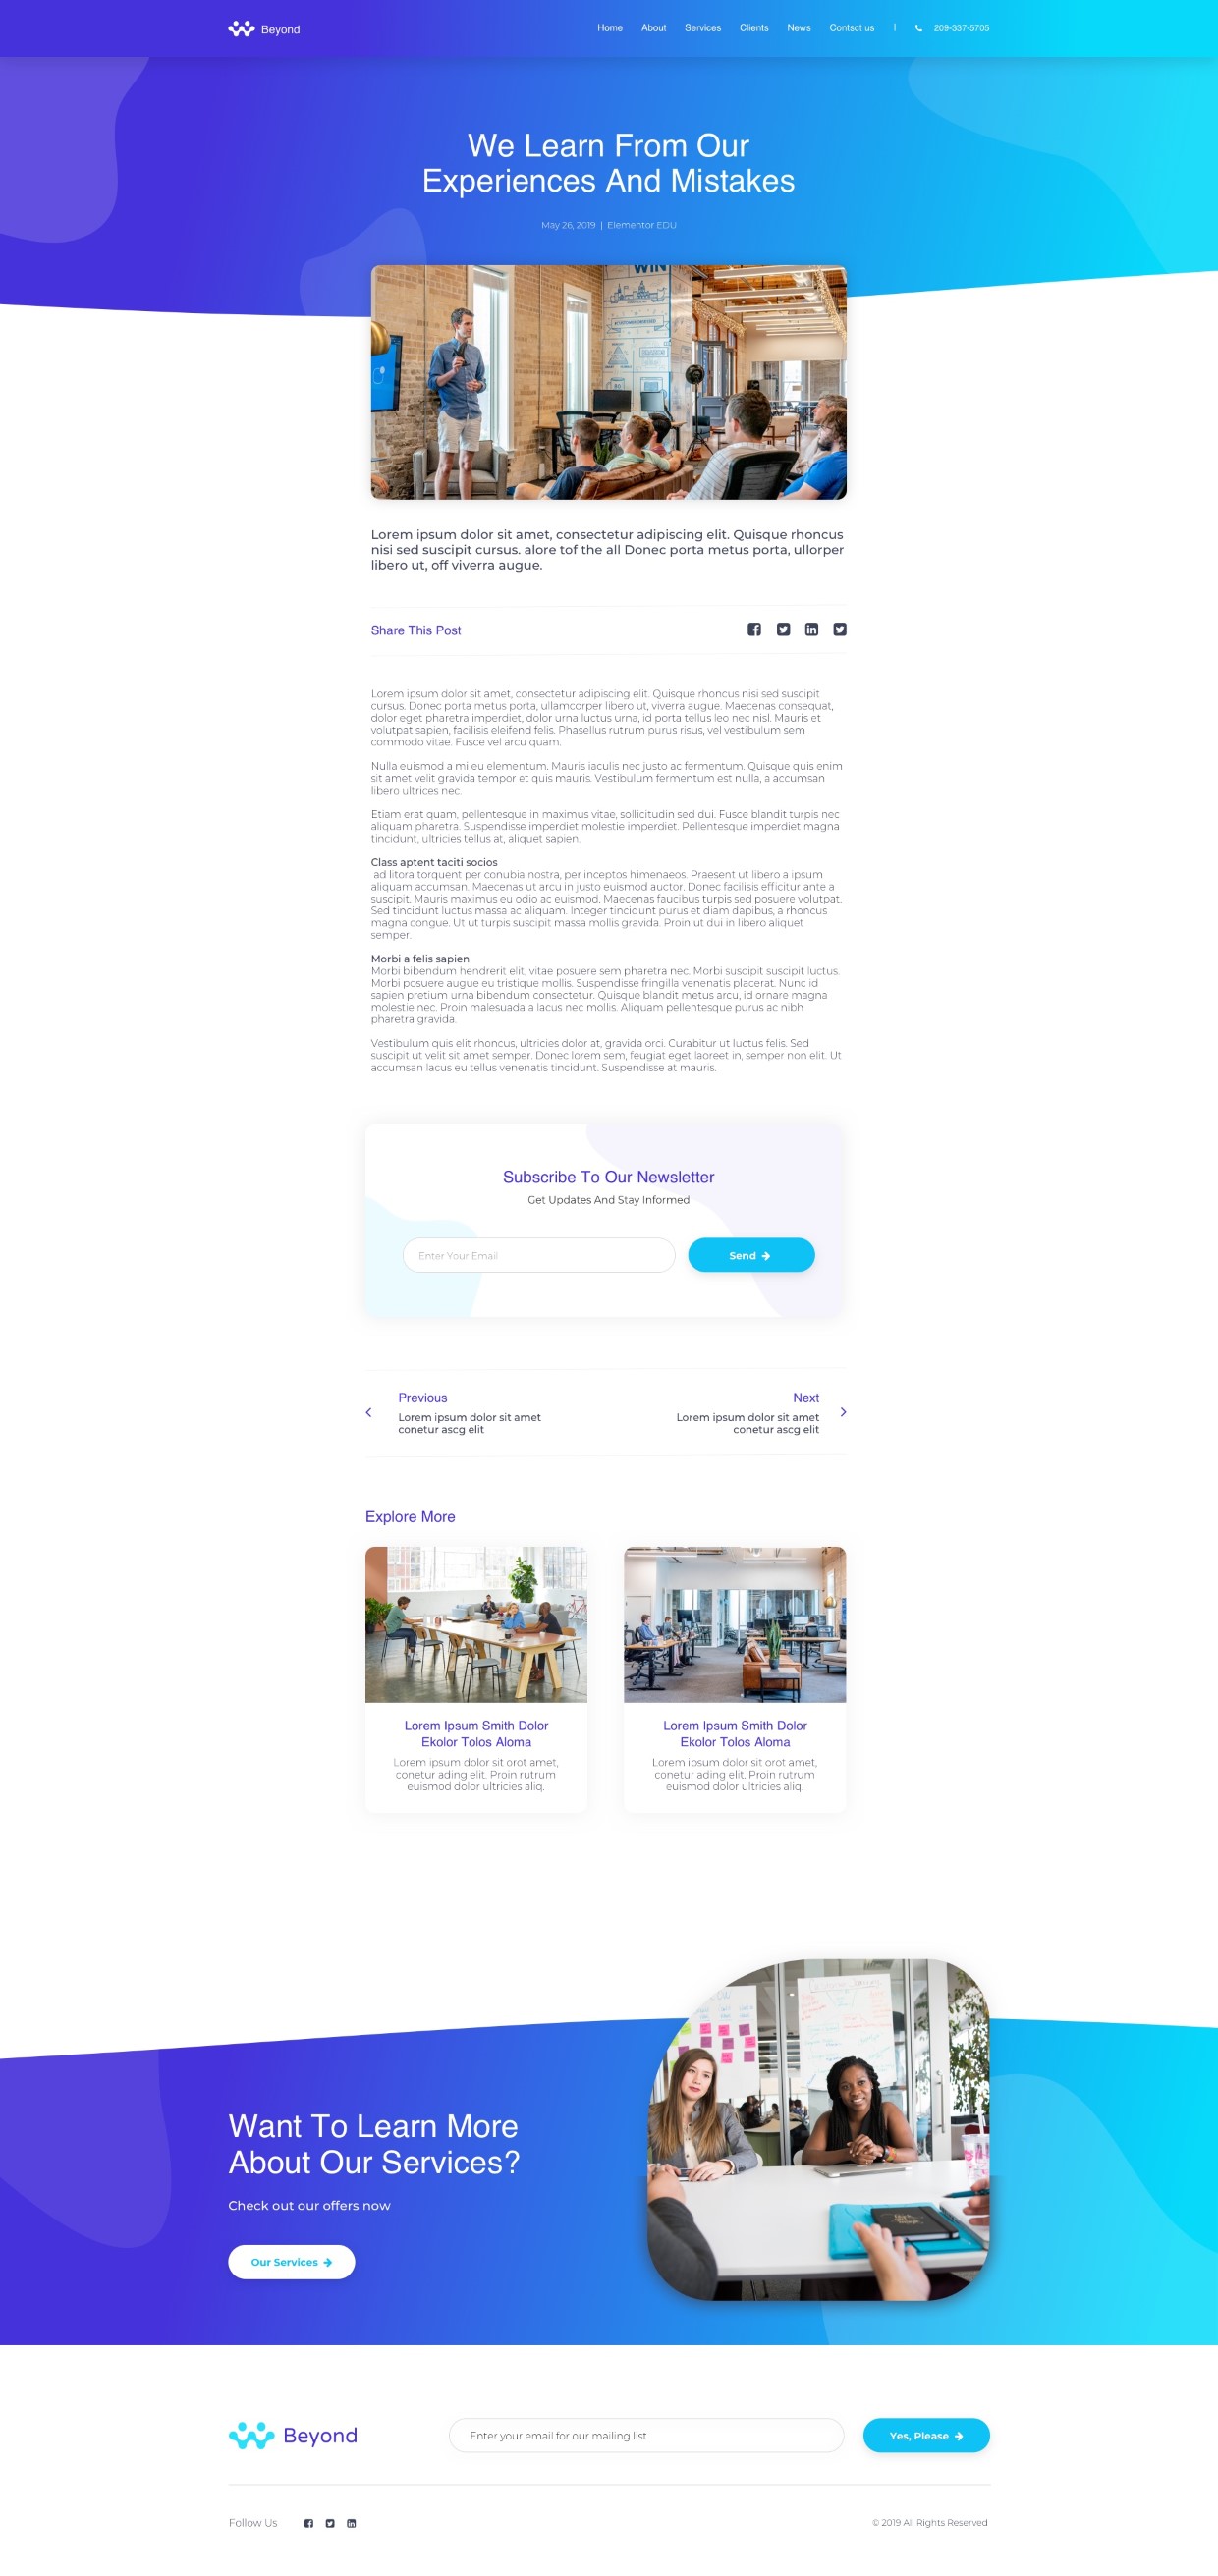 Beyond
Home About Services Clients News Contsct us | 209-337-5705
We Learn From Our
Experiences And Mistakes
May 26, 2019 | Elementor EDU
WIN
Lorem ipsum dolor sit amet, consectetur adipiscing elit. Quisque rhoncus
nisi sed suscipit cursus. alore tof the all Donec porta metus porta, ullorper
libero ut, off viverra augue.
Share This Post
Lorem ipsum dolor sit amet, consectetur adipiscing elit. Quisque rhoncus nisi sed suscipit
cursus. Donec porta metus porta, ullamcorper libero ut, viverra augue. Maecenas consequat,
dolor eget pharetra imperdiet, dolor urna luctus urna, id porta tellus leo nec nisl. Mauris et
volutpat sapien, facilisis eleifend felis. Phasellus rutrum purus risus, vel vestibulum sem
commodo vitae. Fusce vel arcu quam.
Nulla euismod a mi eu elementum. Mauris iaculis nec justo ac fermentum. Quisque quis enim
sit amet velit gravida tempor et quis mauris. Vestibulum fermentum est nulla, a accumsan
libero ultrices nec.
Etiam erat quam, pellentesque in maximus vitae, sollicitudin sed dui. Fusce blandit turpis nec
aliquam pharetra. Suspendisse imperdiet molestie imperdiet. Pellentesque imperdiet magna
tincidunt, ultricies tellus at, aliquet sapien.
Class aptent taciti socios
ad litora torquent per conubia nostra, per inceptos himenaeos. Praesent ut libero a ipsum
aliquam accumsan. Maecenas ut arcu in justo euismod auctor. Donec facilisis efficitur ante a
suscipit. Mauris maximus eu odio ac euismod. Maecenas faucibus turpis sed posuere volutpat.
Sed tincidunt luctus massa ac aliquam. Integer tincidunt purus et diam dapibus, a rhoncus
magna congue. Ut ut turpis suscipit massa mollis gravida. Proin ut dui in libero aliquet
semper.
Morbi a felis sapien
Morbi bibendum hendrerit elit, vitae posuere sem pharetra nec. Morbi suscipit suscipit luctus.
Morbi posuere augue eu tristique mollis. Suspendisse fringilla venenatis placerat. Nunc id
sapien pretium urna bibendum consectetur. Quisque blandit metus arcu, id ornare magna
molestie nec. Proin malesuada a lacus nec mollis. Aliquam pellentesque purus ac nibh
pharetra gravida.
Vestibulum quis elit rhoncus, ultricies dolor at, gravida orci. Curabitur ut luctus felis. Sed
suscipit ut velit sit amet semper. Donec lorem sem, feugiat eget laoreet in, semper non elit. Ut
accumsan lacus eu tellus venenatis tincidunt. Suspendisse at mauris.
Subscribe To Our Newsletter
Get Updates And Stay Informed
Enter Your Email
Send
Previous
Lorem ipsum dolor sit amet
conetur ascg elit
Next
Lorem ipsum dolor sit amet
conetur ascg elit
Explore More
Lorem Ipsum Smith Dolor
Ekolor Tolos Aloma
Lorem ipsum dolor sit orot amet,
conetur ading elit. Proin rutrum
euismod dolor ultricies aliq.
Lorem Ipsum Smith Dolor
Ekolor Tolos Aloma
Lorem ipsum dolor sit orot amet,
conetur ading elit. Proin rutrum
euismod dolor ultricies aliq.
Want To Learn More
About Our Services?
Check out our offers now
Our Services
Beyond
Enter your email for our mailing list
Yes, Please
Follow Us
© 2019 All Rights Reserved